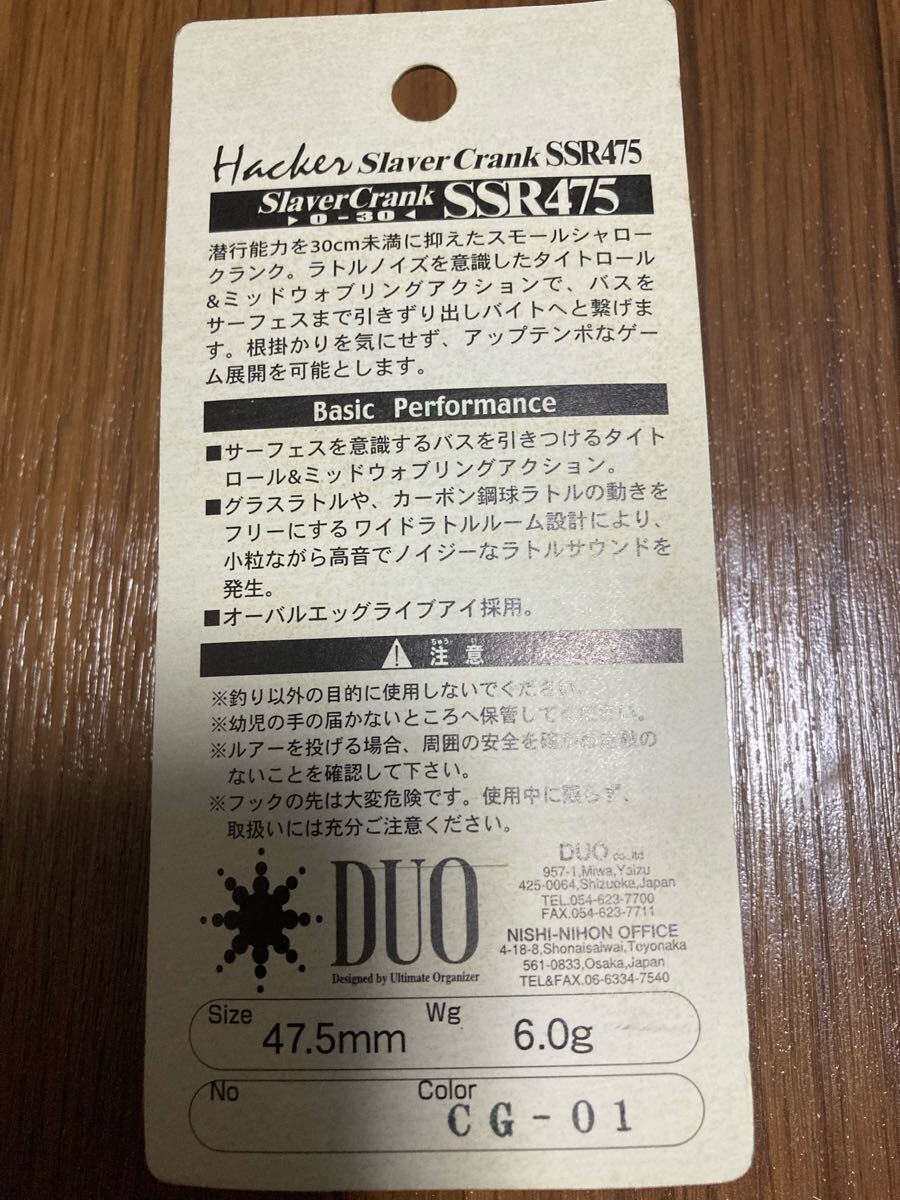 Hacker Slaver Crank SSR475
SlaverCrank SSR475
▶0-30◀
潜行能力を30cm未満に抑えたスモールシャロー
クランク。ラトルノイズを意識したタイトロール
&ミッドウォブリングアクションで、バスを
サーフェスまで引きずり出しバイトへと繋げま
す。根掛かりを気にせず、アップテンポなゲー
ム展開を可能とします。
Basic Performance
■サーフェスを意識するバスを引きつけるタイト
ロール&ミッドウォブリングアクション。
■グラスラトルや、カーボン鋼球ラトルの動きを
フリーにするワイドラトルルーム設計により、
小粒ながら高音でノイジーなラトルサウンドを
発生。
■オーバルエッグライブアイ採用。
ちゅう い
注意
※釣り以外の目的に使用しないでください。
※幼児の手の届かないところへ保管してください。
※ルアーを投げる場合、周囲の安全を確かめ危険の
ないことを確認して下さい。
※フックの先は大変危険です。使用中に限らず、
取扱いには充分ご注意ください。
DUO
Designed by Ultimate Organizer
DUO co.,ltd
957-1,Miwa,Yaizu
425-0064,Shizuoka,Japan
TEL.054-623-7700
FAX.054-623-7711
NISHI-NIHON OFFICE
4-18-8,Shonaisaiwai,Toyonaka
561-0833,Osaka,Japan
TEL&FAX.06-6334-7540
Size 47.5mm Wg 6.0g
No Color CG-01